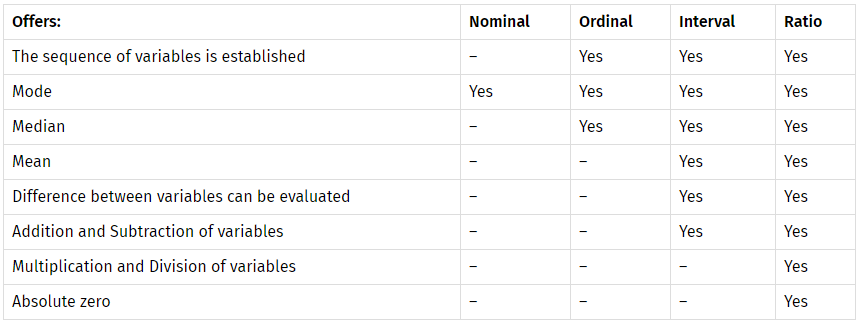 Offers: Nominal Ordinal Interval Ratio
The sequence of variables is established – Yes Yes Yes
Mode Yes Yes Yes Yes
Median – Yes Yes Yes
Mean – – Yes Yes
Difference between variables can be evaluated – – Yes Yes
Addition and Subtraction of variables – – Yes Yes
Multiplication and Division of variables – – – Yes
Absolute zero – – – Yes